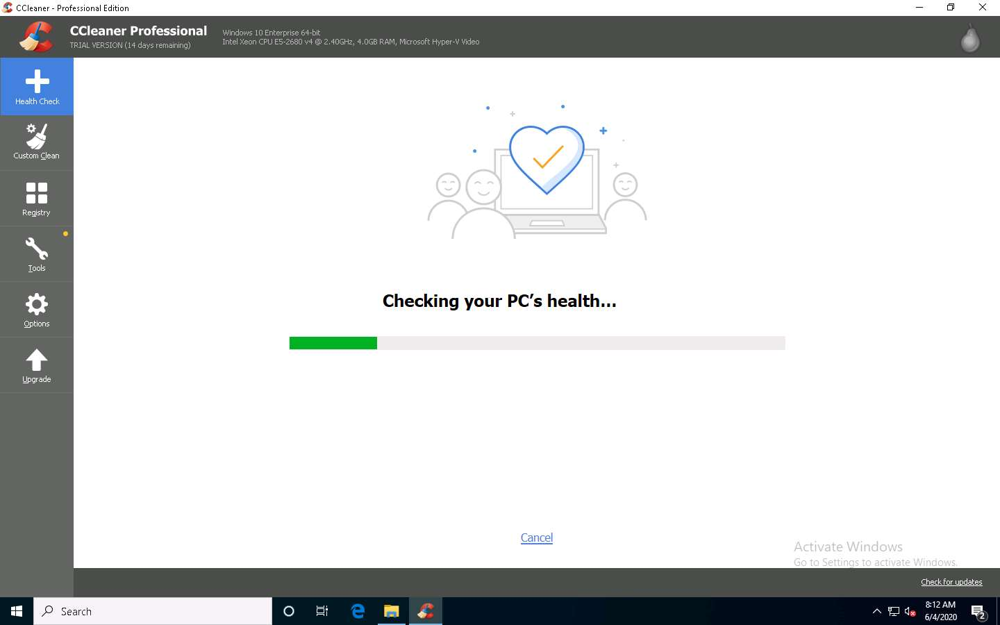 CCleaner - Professional Edition
CCleaner Professional
TRIAL VERSION (14 days remaining)
Windows 10 Enterprise 64-bit
Intel Xeon CPU E5-2680 v4 @ 2.40GHz, 4.0GB RAM, Microsoft Hyper-V Video
Health Check
Custom Clean
Registry
Tools
Options
Upgrade
Checking your PC’s health...
Cancel
Activate Windows
Go to Settings to activate Windows.
Check for updates
Search
8:12 AM
6/4/2020
2